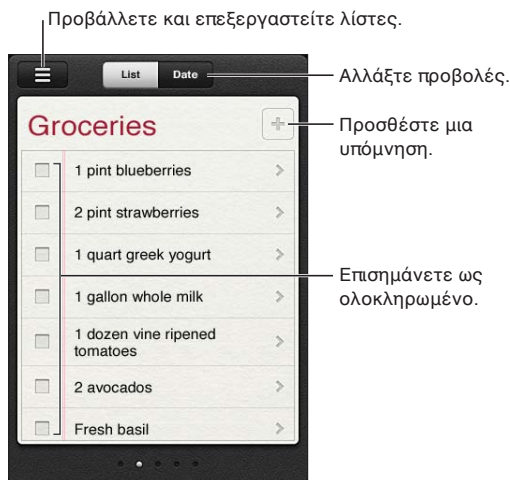 Προβάλλετε και επεξεργαστείτε λίστες.
List Date
Αλλάξτε προβολές.
Groceries
Προσθέστε μια
υπόμνηση.
1 pint blueberries
2 pint strawberries
1 quart greek yogurt
1 gallon whole milk
Επισημάνετε ως
ολοκληρωμένο.
1 dozen vine ripened
tomatoes
2 avocados
Fresh basil